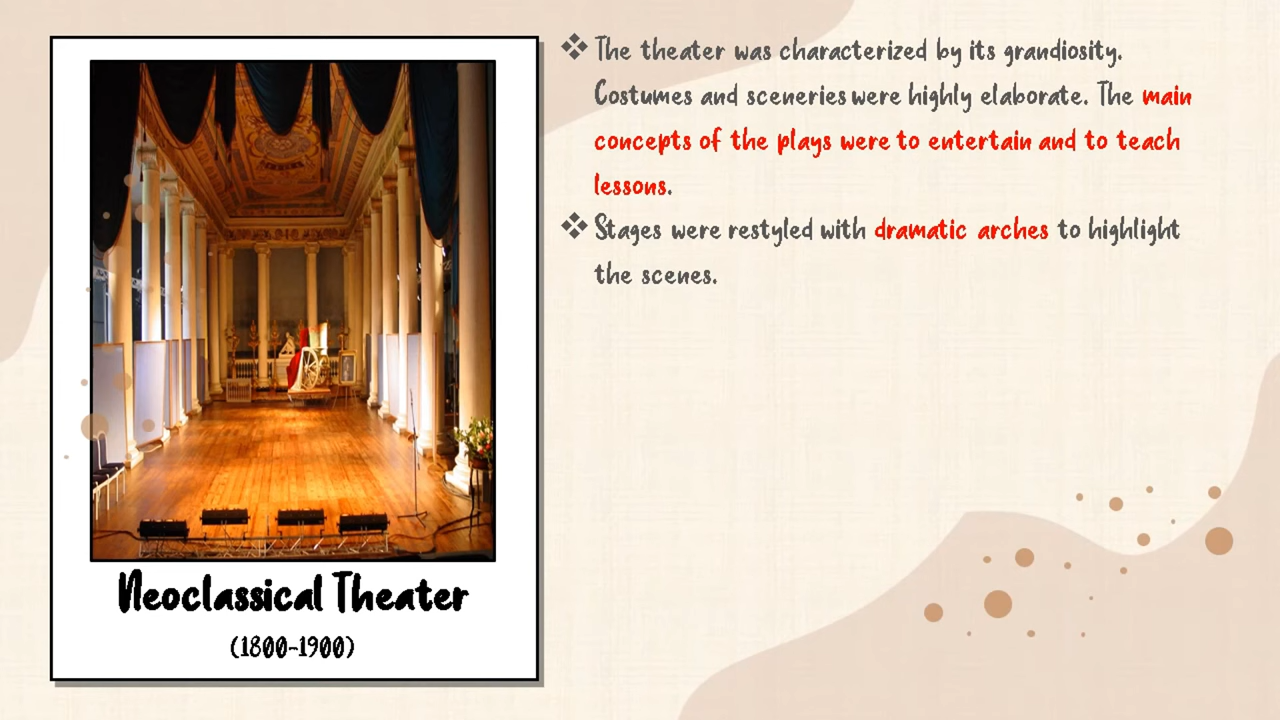 Neoclassical Theater
(1800-1900)
❖ The theater was characterized by its grandiosity.
Costumes and sceneries were highly elaborate. The main
concepts of the plays were to entertain and to teach
lessons.
❖ Stages were restyled with dramatic arches to highlight
the scenes.